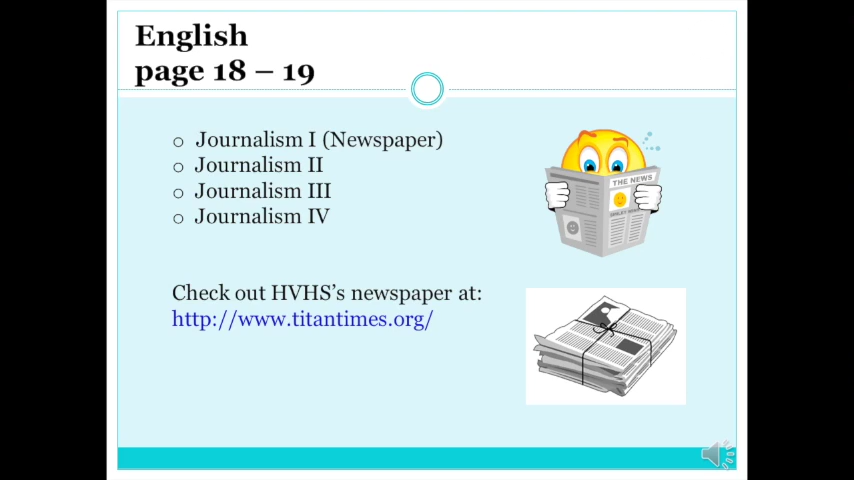 English
page 18 – 19
Journalism I (Newspaper)
Journalism II
Journalism III
Journalism IV
THE NEWS
Check out HVHS's newspaper at:
http://www.titantimes.org/